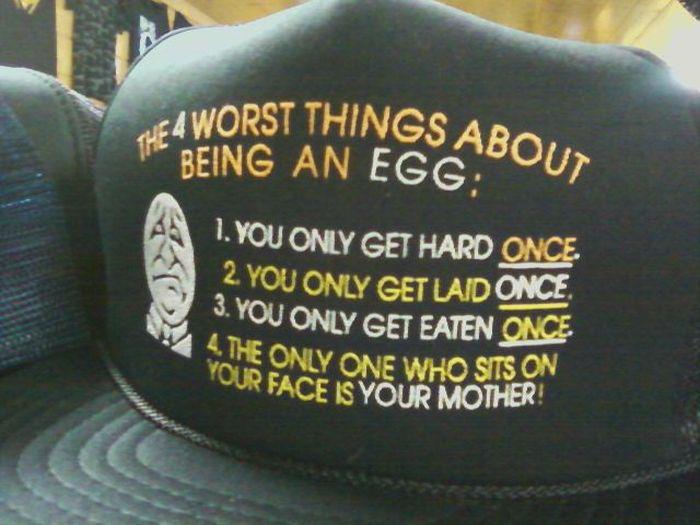 THE 4 WORST THINGS ABOUT
BEING AN EGG:
1. YOU ONLY GET HARD ONCE.
2. YOU ONLY GET LAID ONCE.
3. YOU ONLY GET EATEN ONCE.
4. THE ONLY ONE WHO SITS ON
YOUR FACE IS YOUR MOTHER!